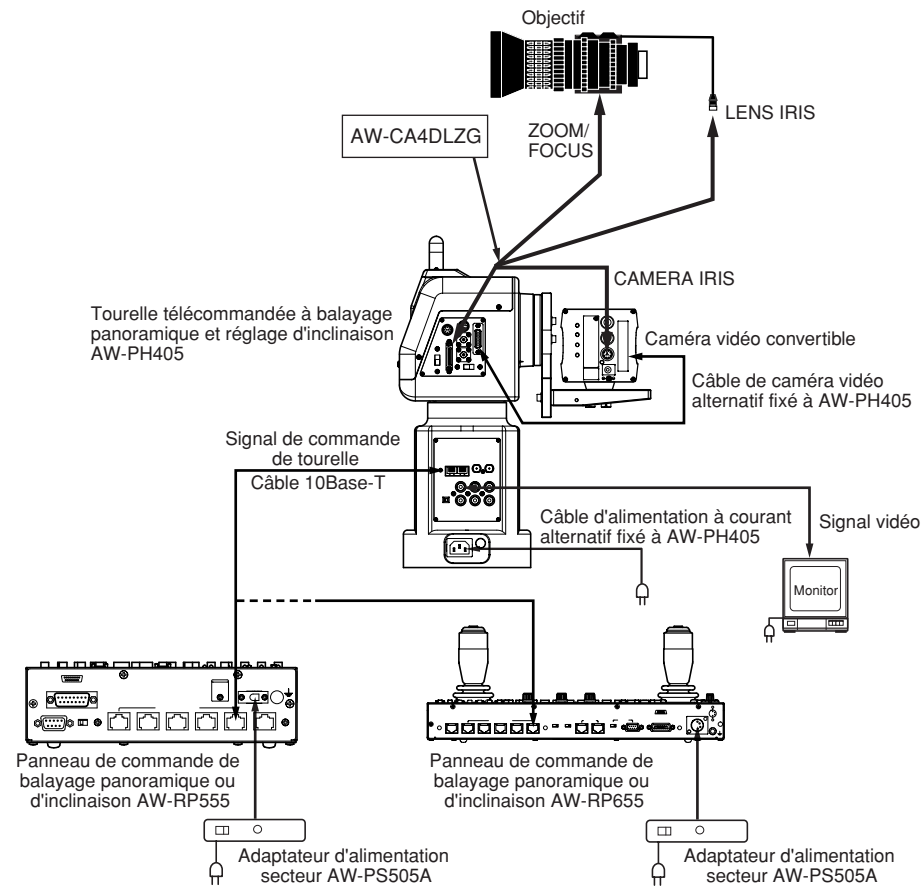 Objectif
LENS IRIS
ZOOM/
FOCUS
AW-CA4DLZG
CAMERA IRIS
Tourelle télécommandée à balayage
panoramique et réglage d'inclinaison
AW-PH405
Caméra vidéo convertible
Câble de caméra vidéo
alternatif fixé à AW-PH405
Signal de commande
de tourelle
Câble 10Base-T
Câble d'alimentation à courant
alternatif fixé à AW-PH405
Signal vidéo
Monitor
Panneau de commande de
balayage panoramique ou
d'inclinaison AW-RP555
Panneau de commande de
balayage panoramique ou
d'inclinaison AW-RP655
Adaptateur d'alimentation
secteur AW-PS505A
Adaptateur d'alimentation
secteur AW-PS505A